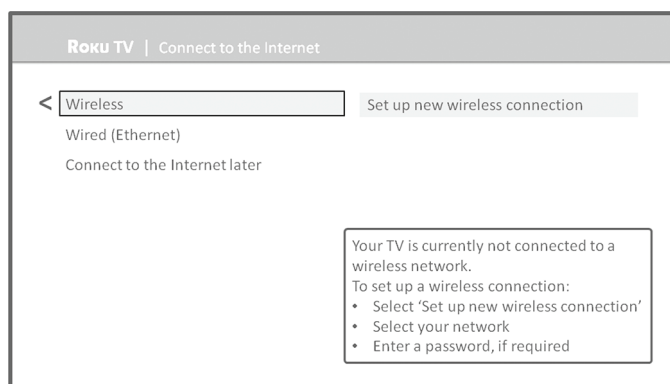 ROKU TV | Connect to the Internet
< Wireless
Set up new wireless connection
Wired (Ethernet)
Connect to the Internet later
Your TV is currently not connected to a
wireless network.
To set up a wireless connection:
• Select ‘Set up new wireless connection’
• Select your network
• Enter a password, if required